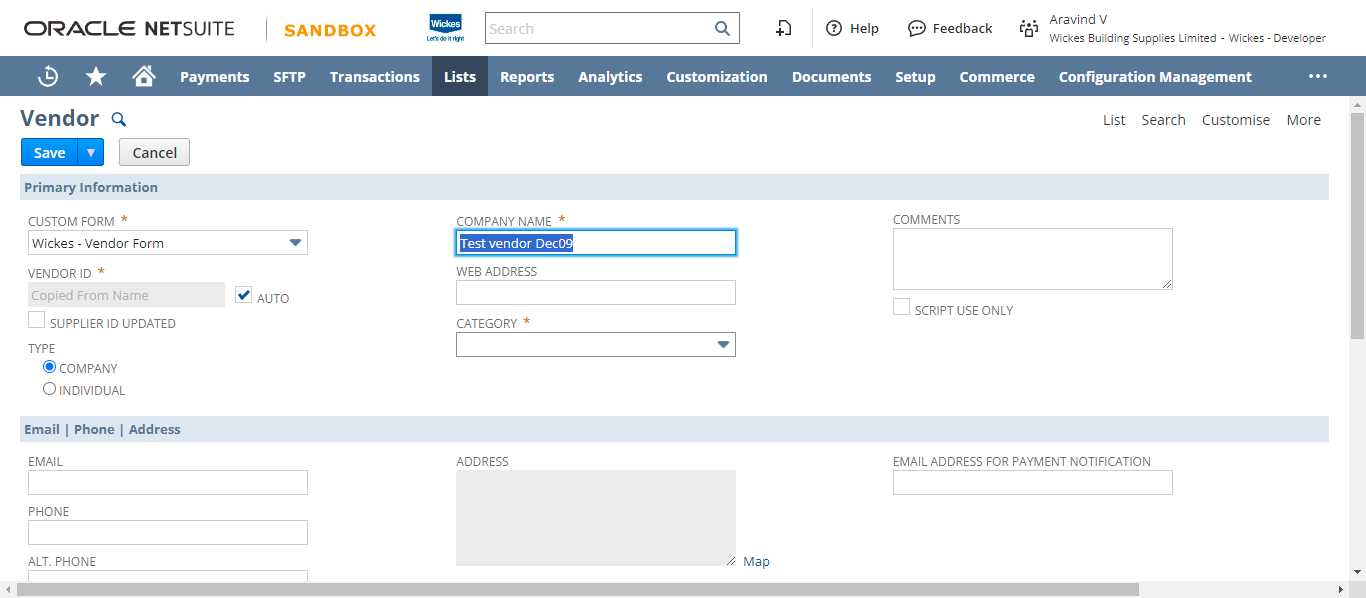 ORACLE NETSUITE
SANDBOX
Wickes
Let's do it right
Search
Help
Feedback
Aravind V
Wickes Building Supplies Limited - Wickes - Developer
Payments SFTP Transactions Lists Reports Analytics Customization Documents Setup Commerce Configuration Management
Vendor
List Search Customise More
Save Cancel
Primary Information
CUSTOM FORM *
Wickes - Vendor Form
VENDOR ID *
Copied From Name
AUTO
SUPPLIER ID UPDATED
TYPE
COMPANY
INDIVIDUAL
COMPANY NAME *
Test vendor Dec09
WEB ADDRESS
CATEGORY *
COMMENTS
SCRIPT USE ONLY
Email | Phone | Address
EMAIL
PHONE
ALT. PHONE
ADDRESS
Map
EMAIL ADDRESS FOR PAYMENT NOTIFICATION